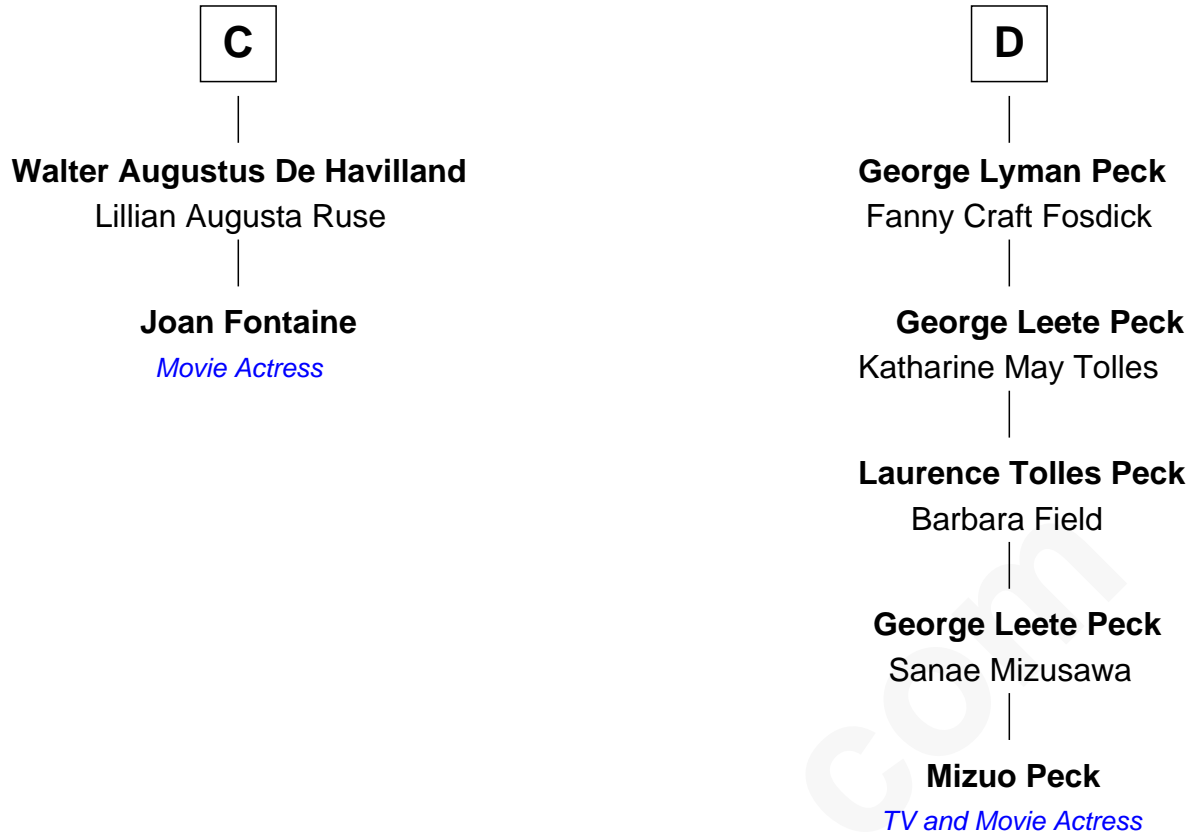 C
Walter Augustus De Havilland
Lillian Augusta Ruse
Joan Fontaine
Movie Actress
D
George Lyman Peck
Fanny Craft Fosdick
George Leete Peck
Katharine May Tolles
Laurence Tolles Peck
Barbara Field
George Leete Peck
Sanae Mizusawa
Mizuo Peck
TV and Movie Actress
com